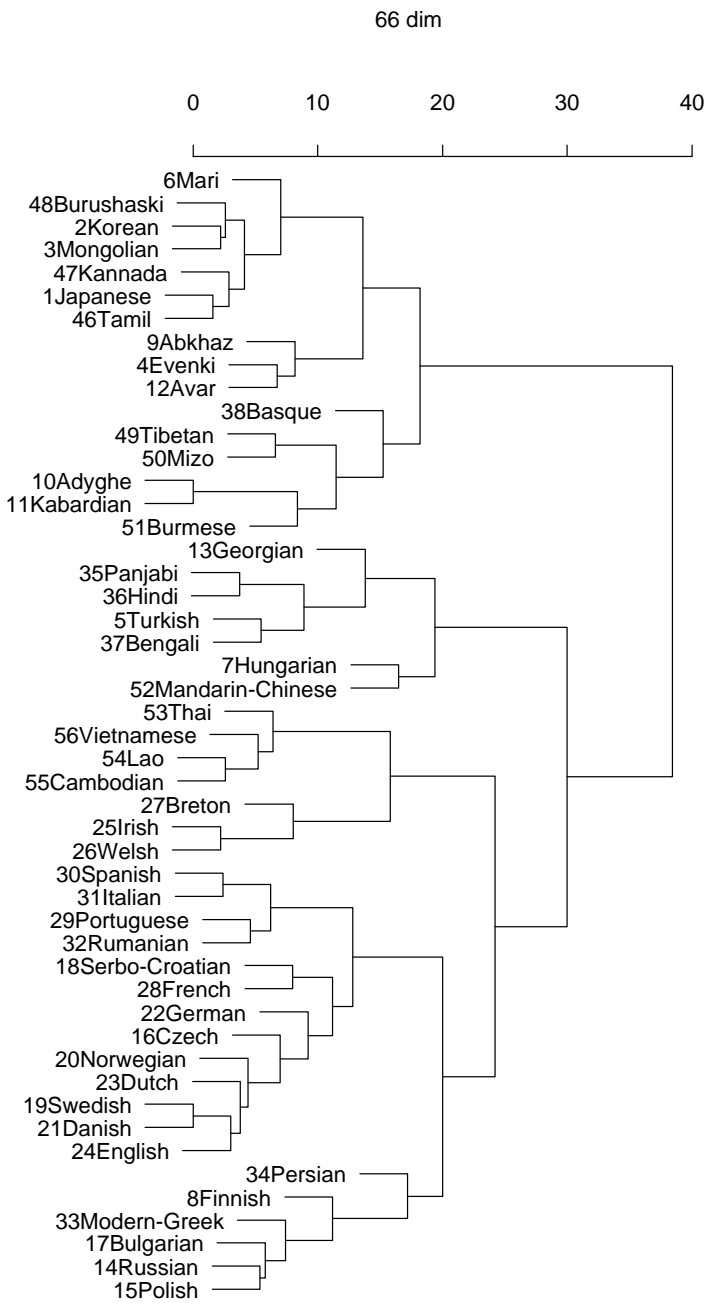 66 dim
0 10 20 30 40
6Mari
48Burushaski
2Korean
3Mongolian
47Kannada
1Japanese
46Tamil
9Abkhaz
4Evenki
12Avar
38Basque
49Tibetan
50Mizo
10Adyghe
11Kabardian
51Burmese
13Georgian
35Panjabi
36Hindi
5Turkish
37Bengali
7Hungarian
52Mandarin-Chinese
53Thai
56Vietnamese
54Lao
55Cambodian
27Breton
25Irish
26Welsh
30Spanish
31Italian
29Portuguese
32Rumanian
18Serbo-Croatian
28French
22German
16Czech
20Norwegian
23Dutch
19Swedish
21Danish
24English
34Persian
8Finnish
33Modern-Greek
17Bulgarian
14Russian
15Polish